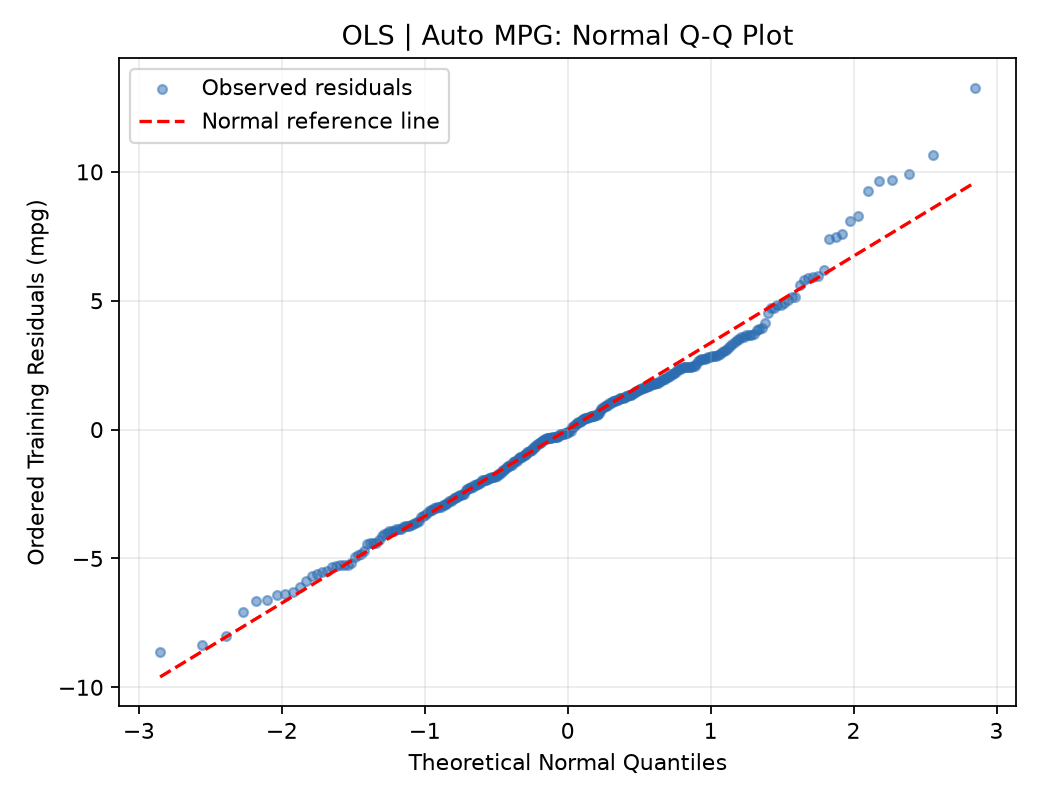 OLS | Auto MPG: Normal Q-Q Plot
Observed residuals
Normal reference line
Ordered Training Residuals (mpg)
10
5
0
−5
−10
−3
−2
−1
0
1
2
3
Theoretical Normal Quantiles